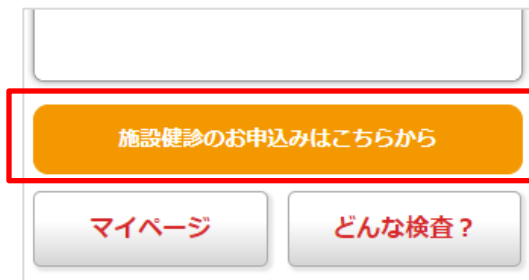 施設健診のお申込みはこちらから
マイページ
どんな検査？